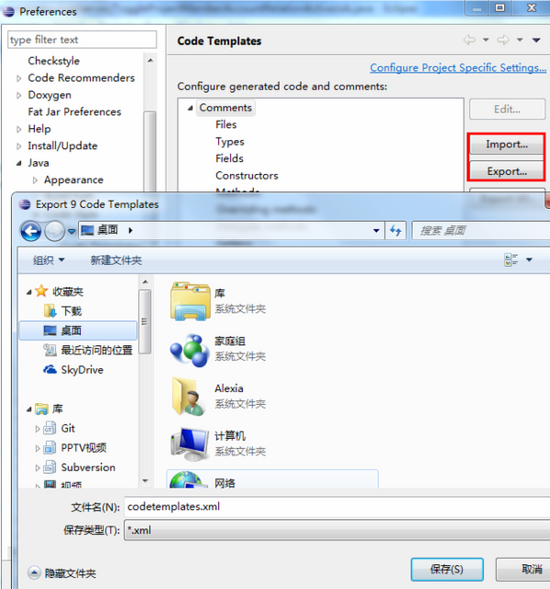 Preferences
type filter text
Code Templates
Checkstyle
Code Recommenders
Doxygen
Fat Jar Preferences
Help
Install/Update
Java
Appearance
Configure Project Specific Settings...
Configure generated code and comments:
Comments
Files
Types
Fields
Constructors
Methods
Edit...
Import...
Export...
Export 9 Code Templates
桌面
搜索 桌面
组织
新建文件夹
收藏夹
下载
桌面
最近访问的位置
SkyDrive
库
Git
PPTV视频
Subversion
视频
库
系统文件夹
家庭组
系统文件夹
Alexia
系统文件夹
计算机
系统文件夹
网络
文件名(N): codetemplates.xml
保存类型(T): *.xml
隐藏文件夹
保存(S)
取消